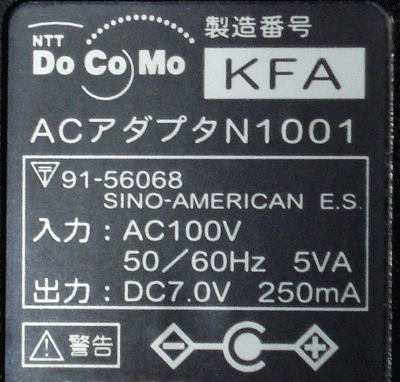 NTT
DoCoMo
製造番号
KFA
ACアダプタN1001
91-56068
SINO-AMERICAN E.S.
入力：AC100V
50／60Hz 5VA
出力：DC7.0V 250mA
警告